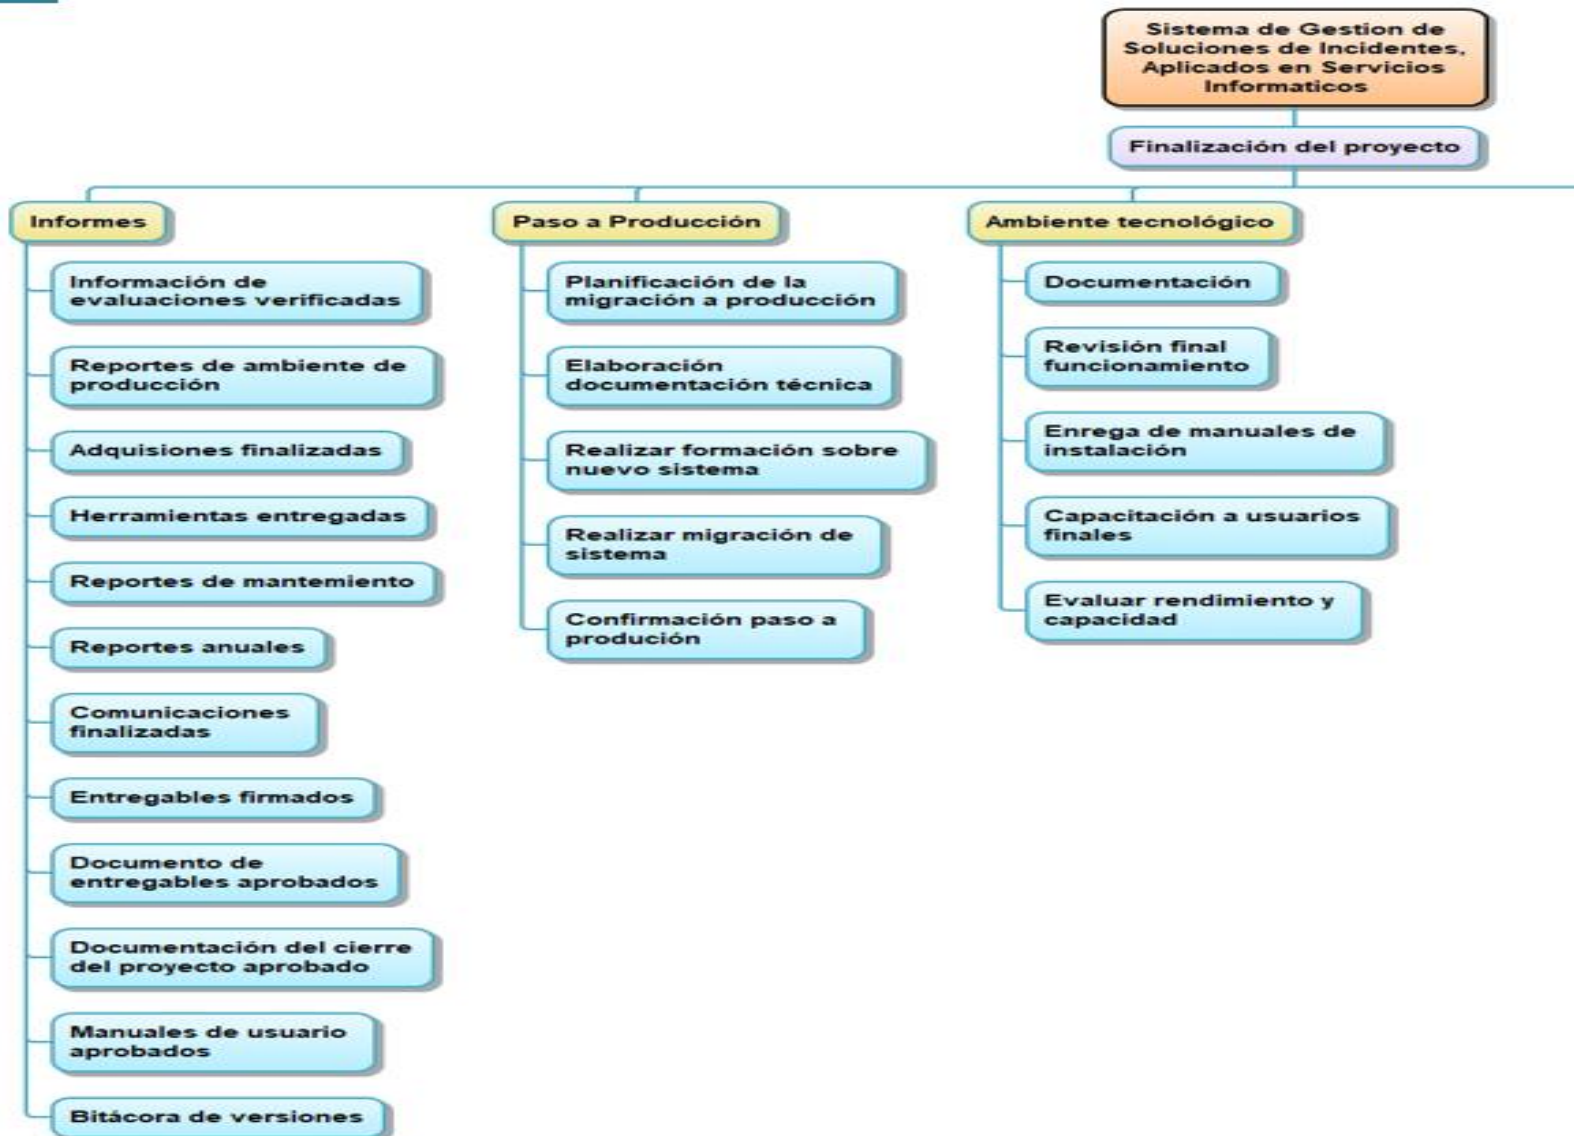 Sistema de Gestion de
Soluciones de Incidentes,
Aplicados en Servicios
Informaticos
Finalización del proyecto
Informes
Información de
evaluaciones verificadas
Reportes de ambiente de
producción
Adquisiones finalizadas
Herramientas entregadas
Reportes de mantemiento
Reportes anuales
Comunicaciones
finalizadas
Entregables firmados
Documento de
entregables aprobados
Documentación del cierre
del proyecto aprobado
Manuales de usuario
aprobados
Bitácora de versiones
Paso a Producción
Planificación de la
migración a producción
Elaboración
documentación técnica
Realizar formación sobre
nuevo sistema
Realizar migración de
sistema
Confirmación paso a
produción
Ambiente tecnológico
Documentación
Revisión final
funcionamiento
Enrega de manuales de
instalación
Capacitación a usuarios
finales
Evaluar rendimiento y
capacidad